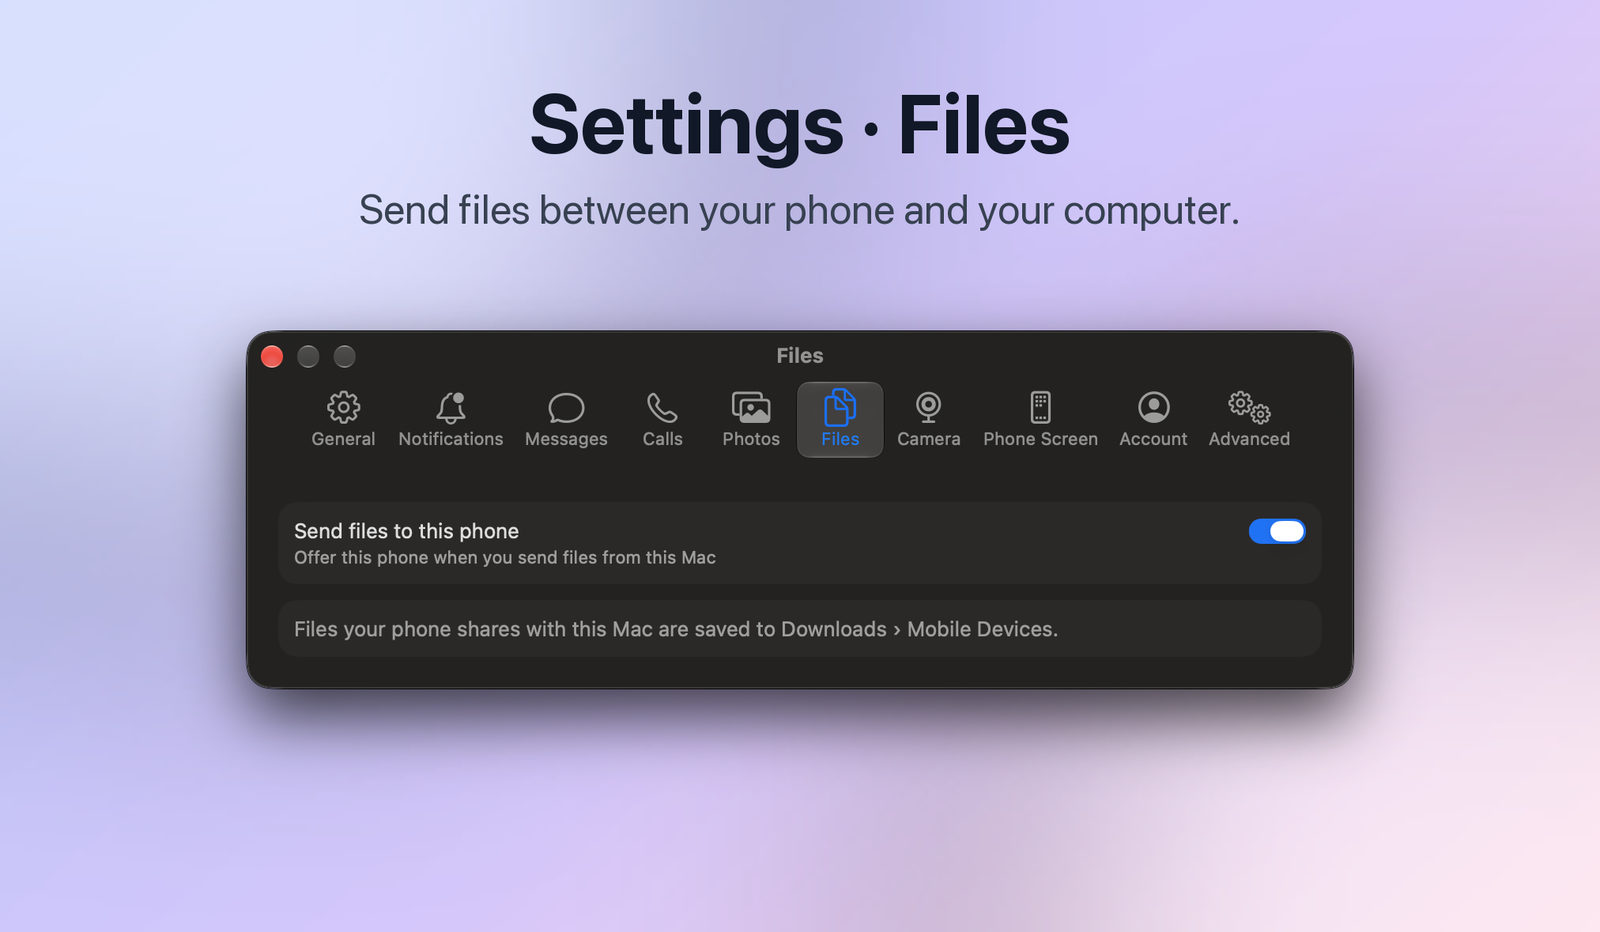 Settings · Files
Send files between your phone and your computer.
Files
General Notifications Messages Calls Photos Files Camera Phone Screen Account Advanced
Send files to this phone
Offer this phone when you send files from this Mac
Files your phone shares with this Mac are saved to Downloads › Mobile Devices.